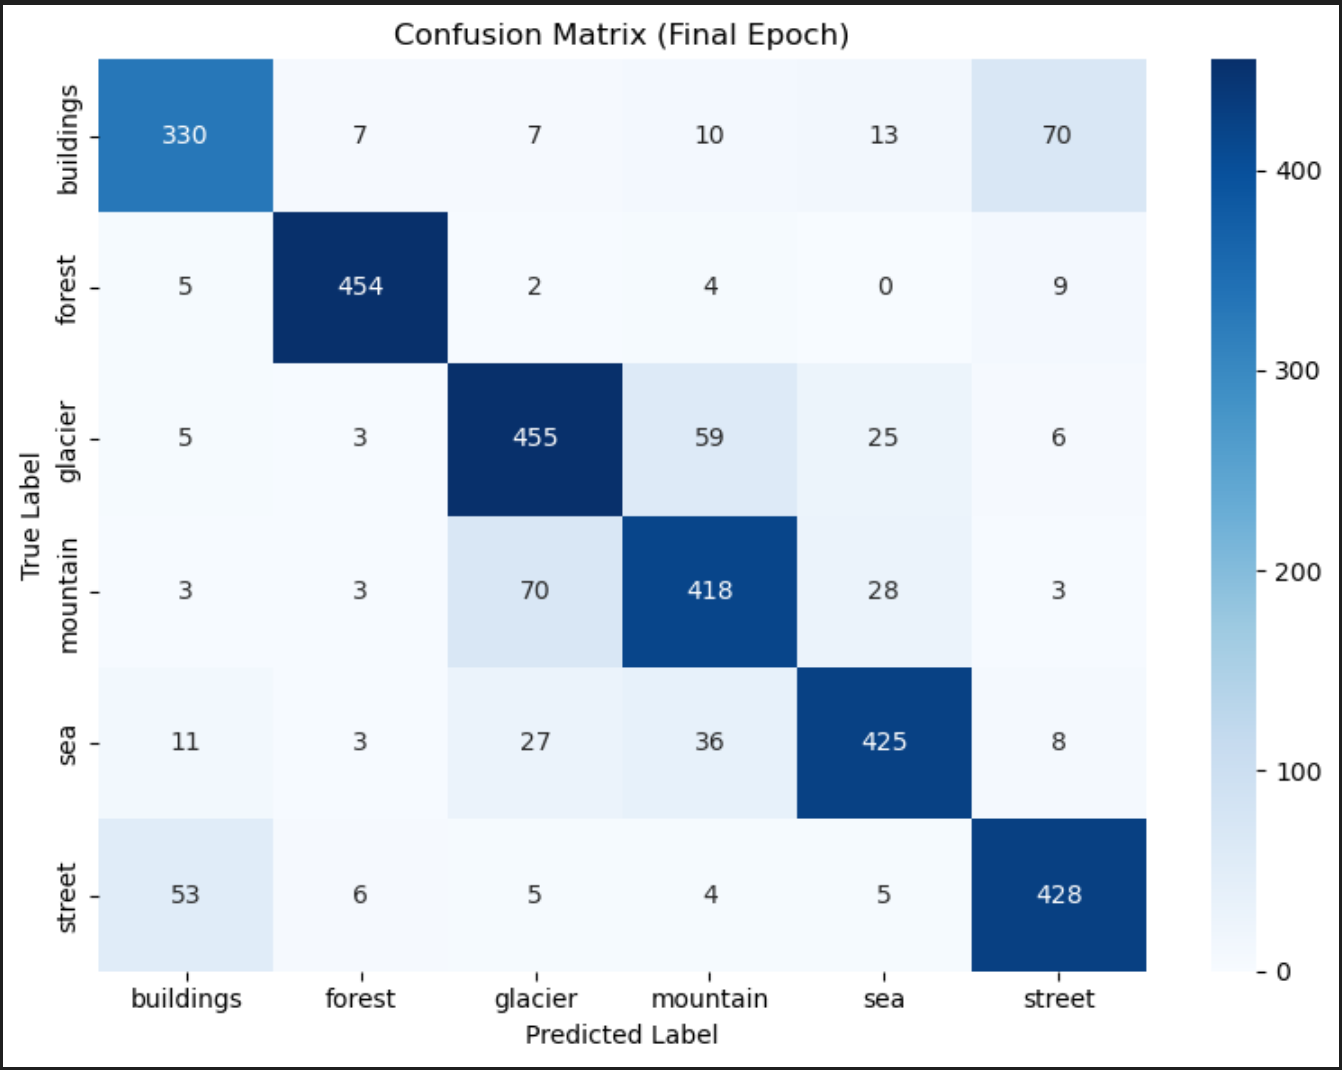 Confusion Matrix (Final Epoch)
buildings 330 7 7 10 13 70
forest 5 454 2 4 0 9
glacier 5 3 455 59 25 6
mountain 3 3 70 418 28 3
sea 11 3 27 36 425 8
street 53 6 5 4 5 428
buildings forest glacier mountain sea street
Predicted Label
True Label
400
300
200
100
0